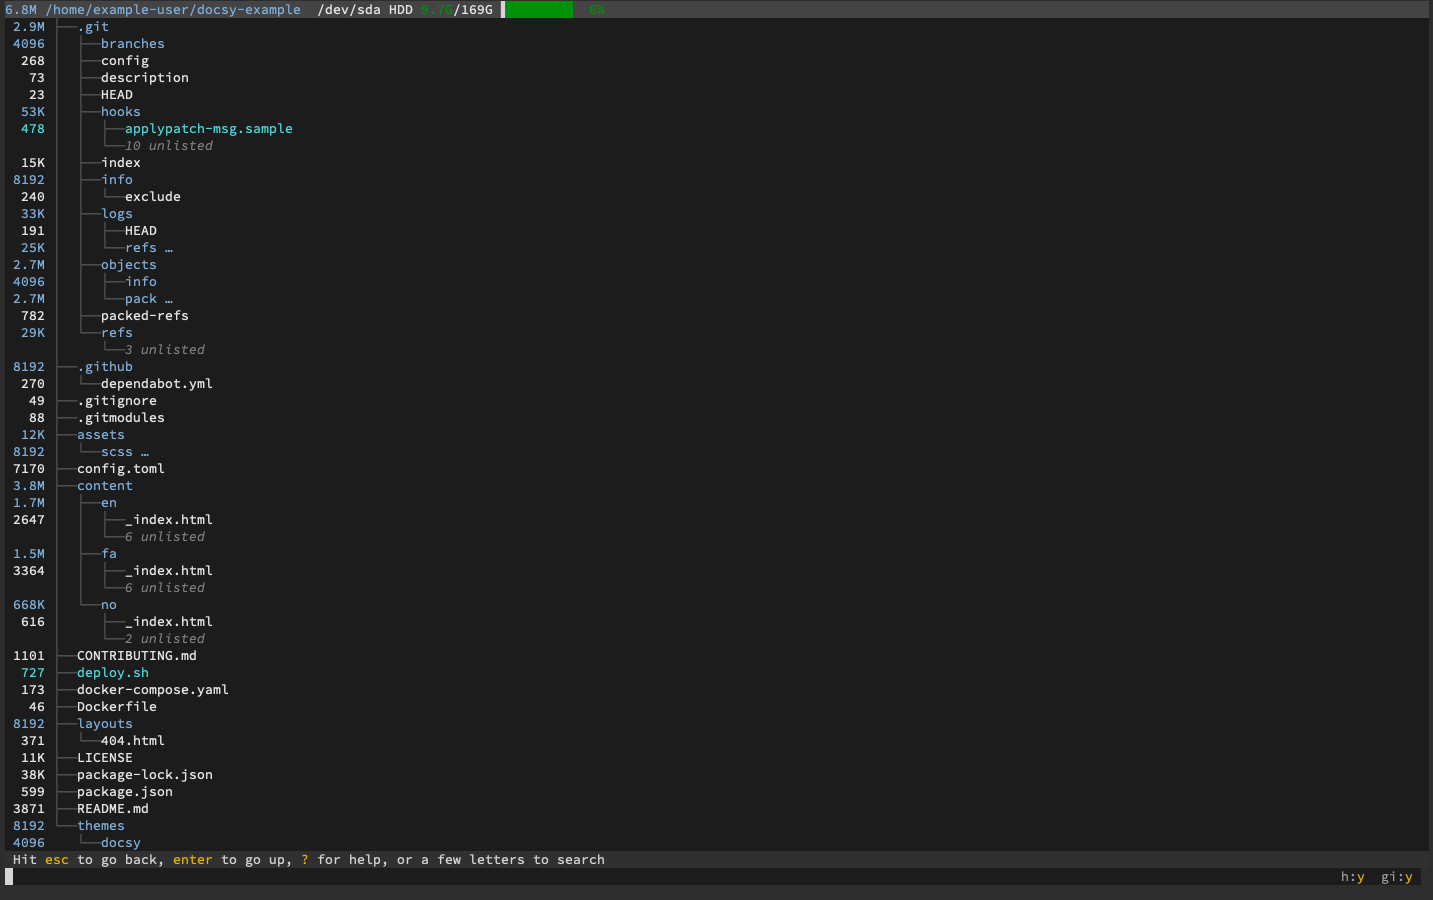 6.8M /home/example-user/docsy-example  /dev/sda HDD 9.7G/169G 6%
2.9M ├──.git
4096 │  ├──branches
268 │  ├──config
73 │  ├──description
23 │  ├──HEAD
53K │  ├──hooks
478 │  │  ├──applypatch-msg.sample
│  │  └──10 unlisted
15K │  ├──index
8192 │  ├──info
240 │  │  └──exclude
33K │  ├──logs
191 │  │  ├──HEAD
25K │  │  └──refs …
2.7M │  ├──objects
4096 │  │  ├──info
2.7M │  │  └──pack …
782 │  ├──packed-refs
29K │  └──refs
│     └──3 unlisted
8192 ├──.github
270 │  └──dependabot.yml
49 ├──.gitignore
88 ├──.gitmodules
12K ├──assets
8192 │  └──scss …
7170 ├──config.toml
3.8M ├──content
1.7M │  ├──en
2647 │  │  ├──_index.html
│  │  └──6 unlisted
1.5M │  ├──fa
3364 │  │  ├──_index.html
│  │  └──6 unlisted
668K │  └──no
616 │     ├──_index.html
│     └──2 unlisted
1101 ├──CONTRIBUTING.md
727 ├──deploy.sh
173 ├──docker-compose.yaml
46 ├──Dockerfile
8192 ├──layouts
371 │  └──404.html
11K ├──LICENSE
38K ├──package-lock.json
599 ├──package.json
3871 ├──README.md
8192 └──themes
4096    └──docsy
Hit esc to go back, enter to go up, ? for help, or a few letters to search
h:y  gi:y